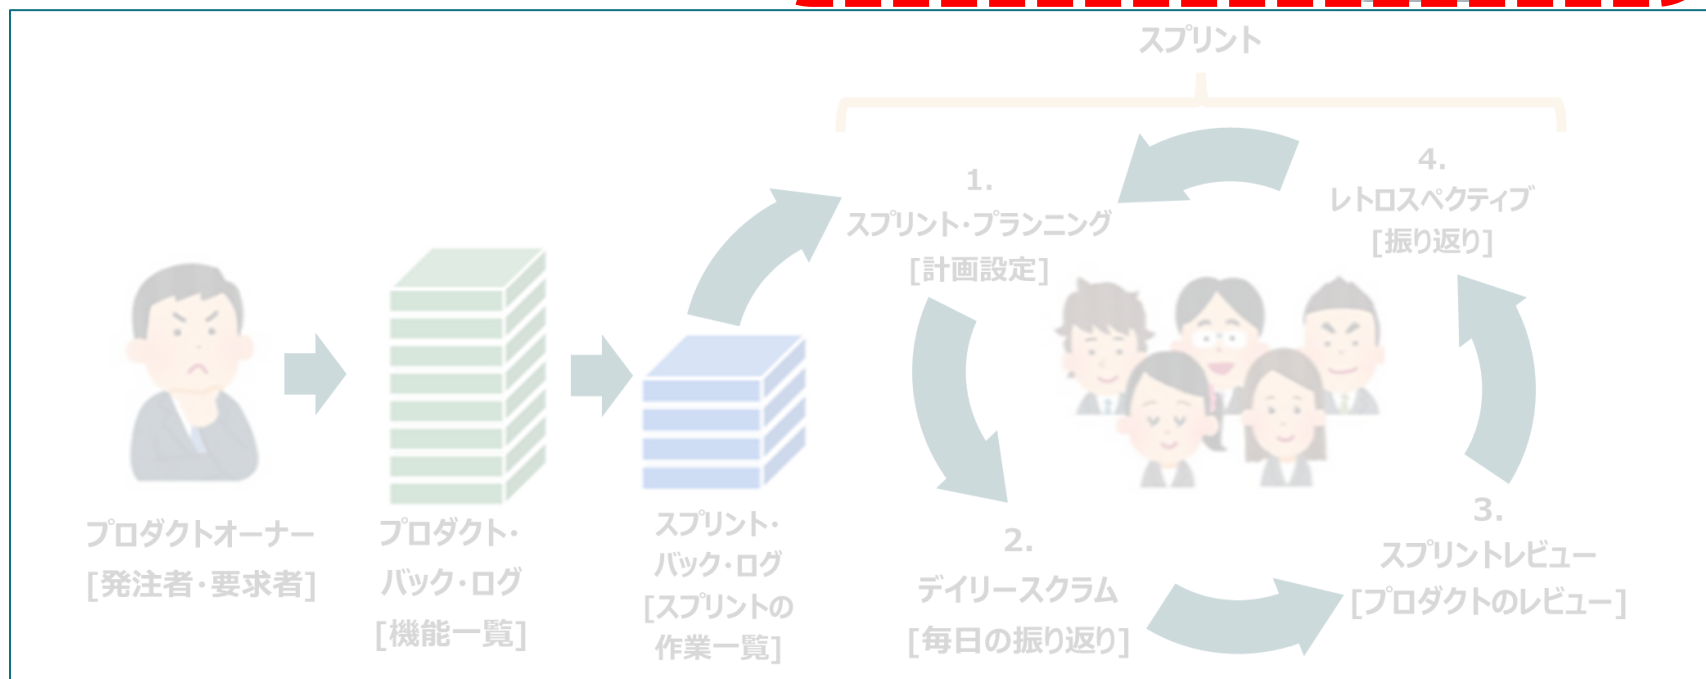 スプリント
1.
スプリント・プランニング
[計画設定]
4.
レトロスペクティブ
[振り返り]
プロダクトオーナー
[発注者・要求者]
プロダクト・
バック・ログ
[機能一覧]
スプリント・
バック・ログ
[スプリントの
作業一覧]
2.
デイリースクラム
[毎日の振り返り]
3.
スプリントレビュー
[プロダクトのレビュー]